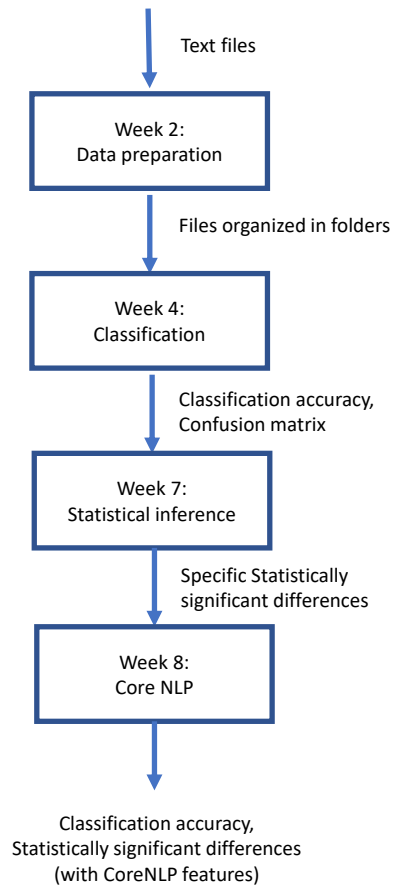 Text files
Week 2:
Data preparation
Files organized in folders
Week 4:
Classification
Classification accuracy,
Confusion matrix
Week 7:
Statistical inference
Specific Statistically
significant differences
Week 8:
Core NLP
Classification accuracy,
Statistically significant differences
(with CoreNLP features)